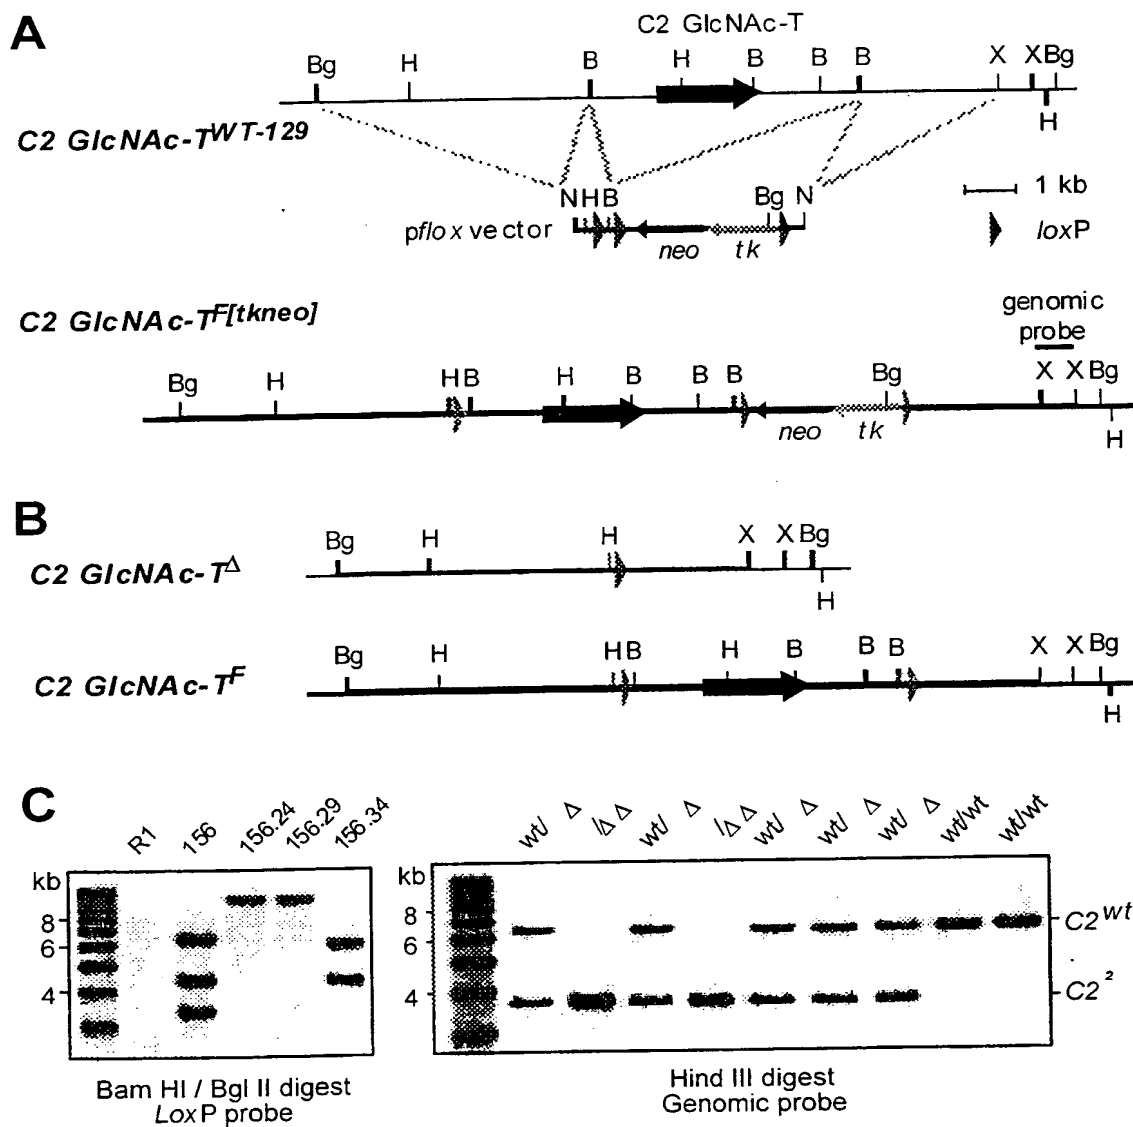 A
C2 GlcNAc-T
Bg H B H B B B X X Bg
H
C2 GlcNAc-TWT-129
N H B Bg N
1 kb
pflox vector
neo tk
loxP
C2 GlcNAc-TF[tkneo]
genomic
probe
Bg H H B H B B B Bg X X Bg
neo tk
H
B
Bg H H X X Bg
C2 GlcNAc-TΔ
H
Bg H H B H B B B X X Bg
C2 GlcNAc-TF
H
C
R1 156 156.24 156.29 156.34
wt/Δ /ΔΔ wt/Δ /ΔΔ wt/Δ wt/Δ wt/Δ wt/wt wt/wt
kb
8
6
4
kb
8
6
4
C2wt
C2²
Bam HI / Bgl II digest
LoxP probe
Hind III digest
Genomic probe